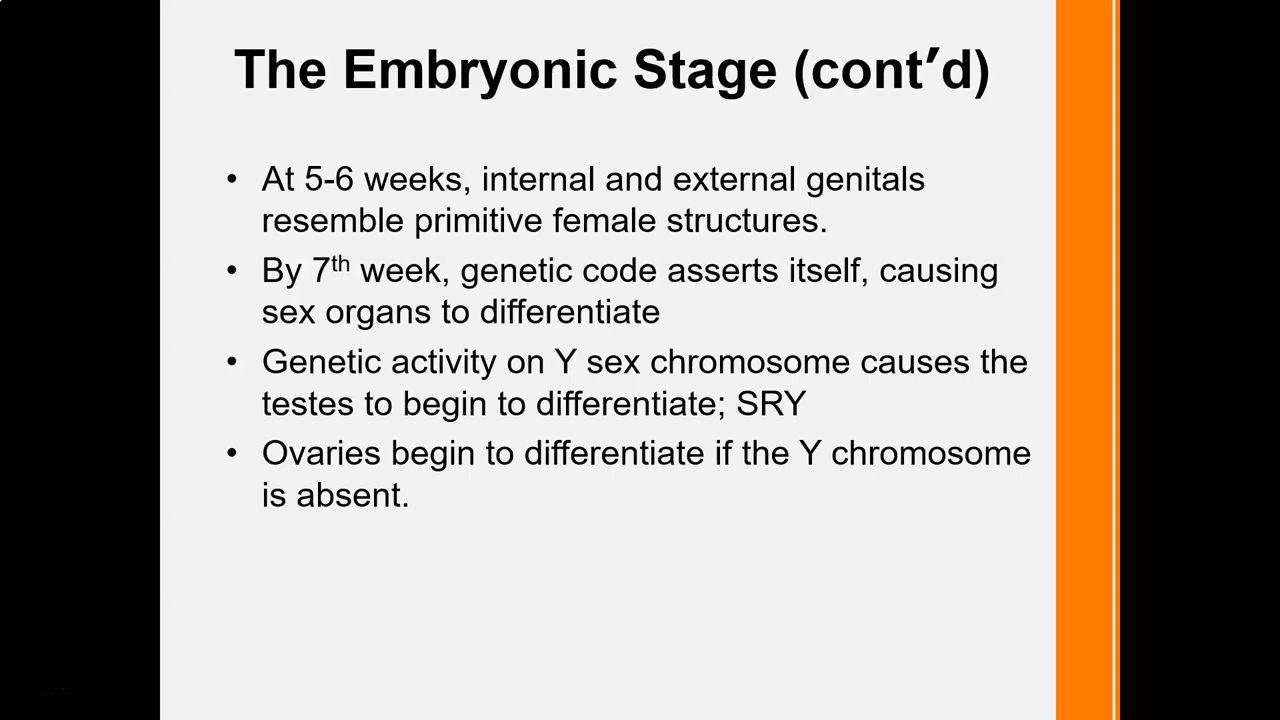 The Embryonic Stage (cont’d)
• At 5-6 weeks, internal and external genitals
resemble primitive female structures.
• By 7th week, genetic code asserts itself, causing
sex organs to differentiate
• Genetic activity on Y sex chromosome causes the
testes to begin to differentiate; SRY
• Ovaries begin to differentiate if the Y chromosome
is absent.